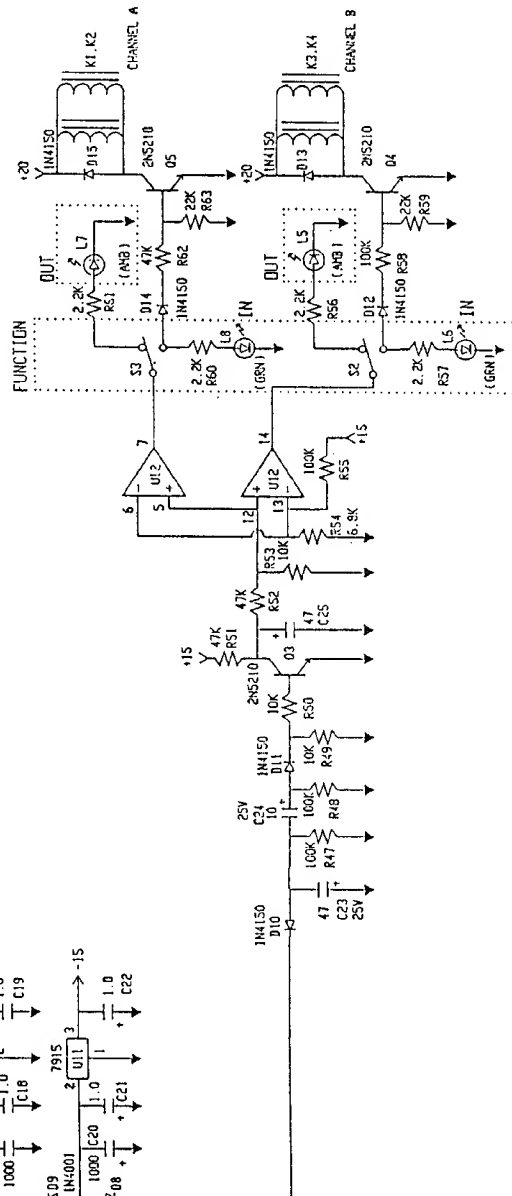 +20
1N4150
D15
K1,K2
CHANNEL A
2N5210
Q5
22K
R63
OUT
L7
(AMB)
2.2K
R61
47K
R62
D14
1N4150
IN
FUNCTION
S3
2.2K
R60
L8
(GRN)
+20
1N4150
D13
K3,K4
CHANNEL B
2N5210
Q4
22K
R59
OUT
L5
(AMB)
2.2K
R56
100K
R58
D12
1N4150
IN
S2
2.2K
R57
L6
(GRN)
7
U12
6
-
5
+
14
U12
12
+
13
-
100K
R55
+15
R54
6.8K
R53
10K
47K
R52
+15
47K
R51
+
47
C25
2N5210
Q3
10K
R50
1N4150
D11
10K
R49
25V
C24
10
+
100K
R48
100K
R47
1N4150
D10
47
C23
+
25V
C19
-15
1.0
C22
+
7915
U11
3
2
1
C18
1.0
C21
+
1000
1N4001
C20
1000
+
D8
D9